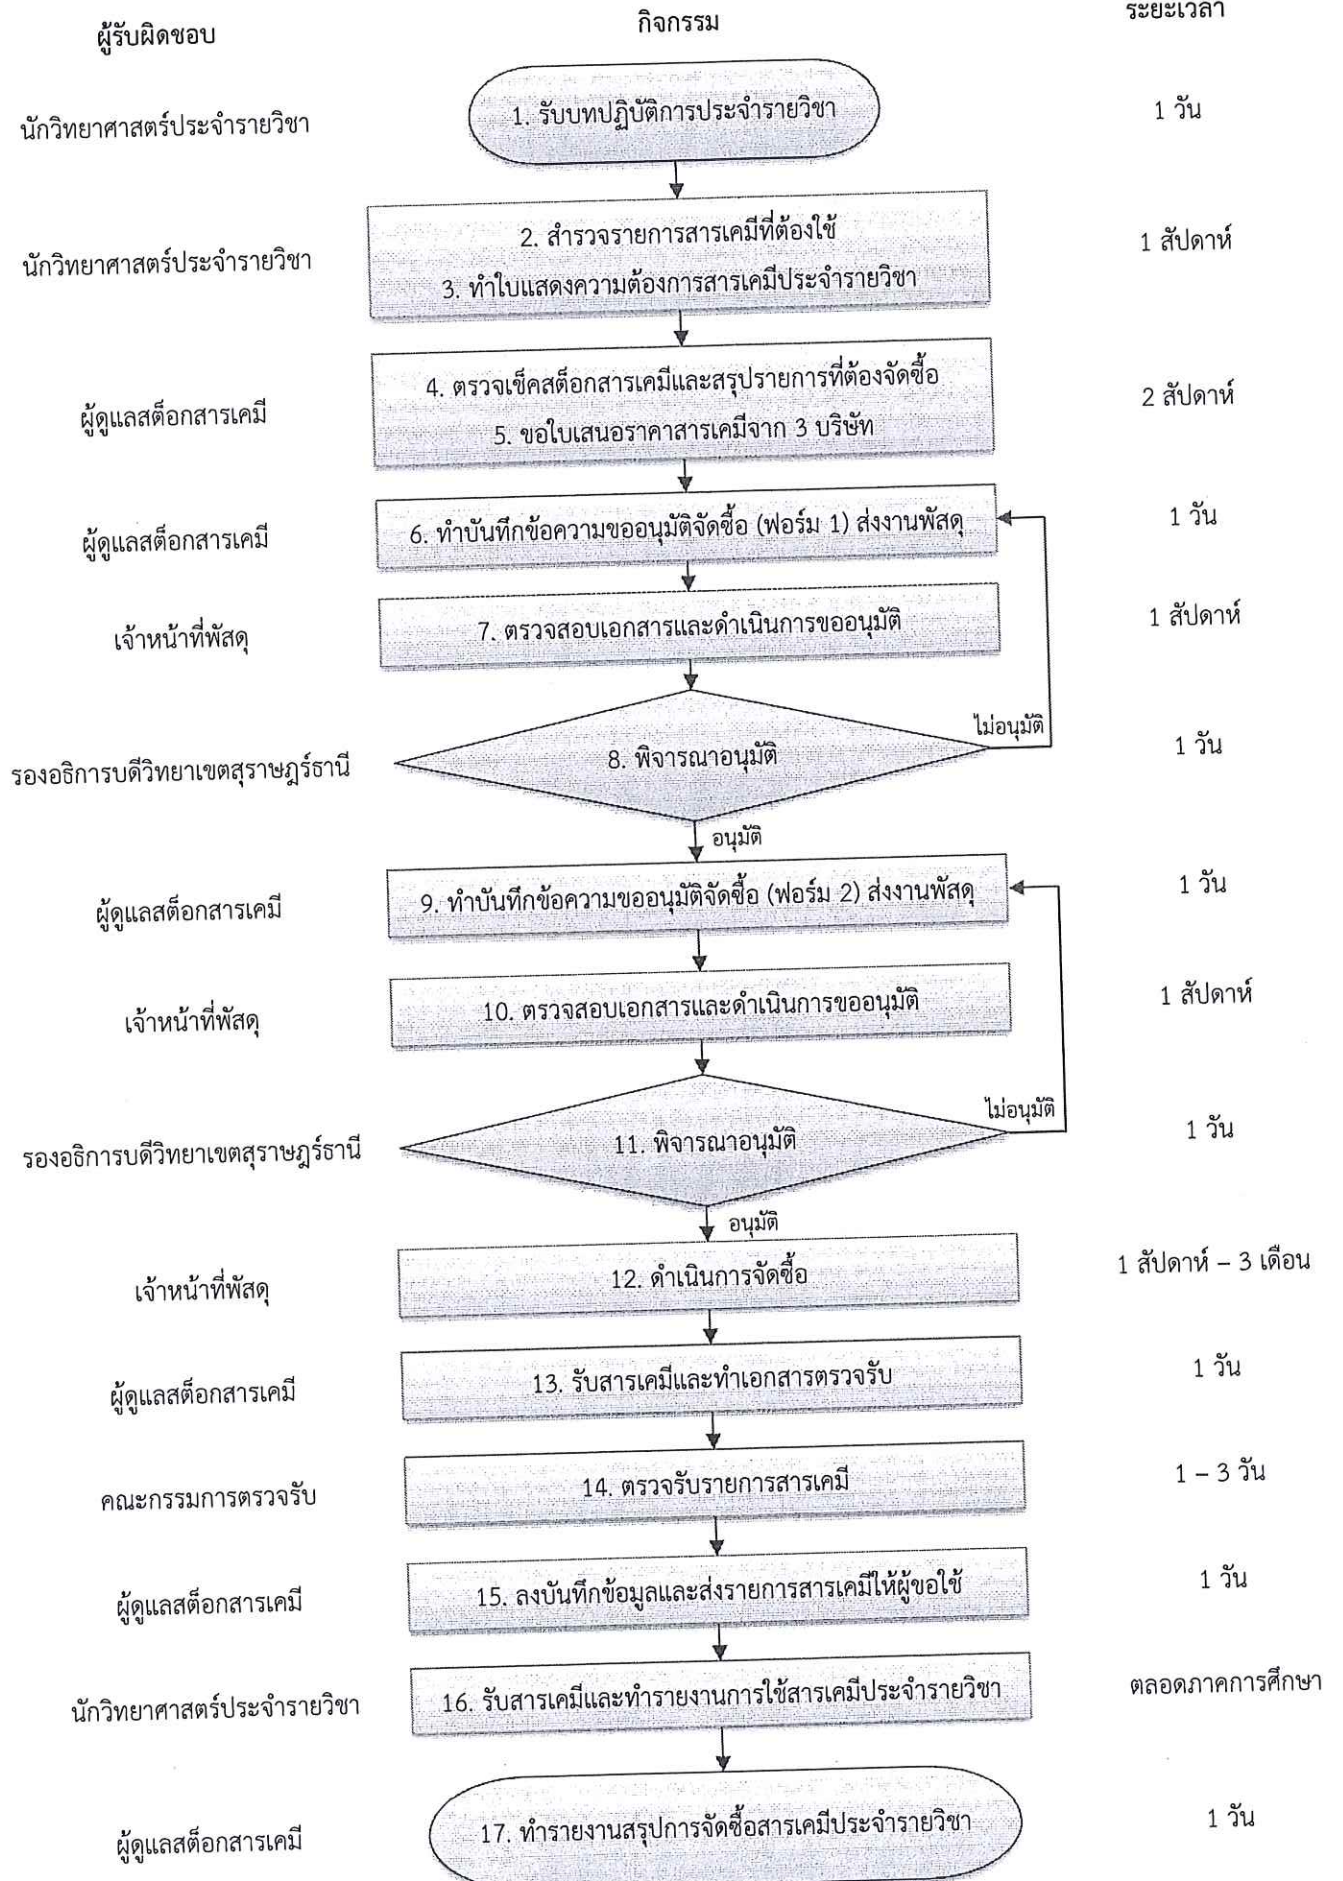 ผู้รับผิดชอบ
กิจกรรม
ระยะเวลา
นักวิทยาศาสตร์ประจำรายวิชา
1. รับบทปฏิบัติการประจำรายวิชา
1 วัน
นักวิทยาศาสตร์ประจำรายวิชา
2. สำรวจรายการสารเคมีที่ต้องใช้
3. ทำใบแสดงความต้องการสารเคมีประจำรายวิชา
1 สัปดาห์
ผู้ดูแลสต็อกสารเคมี
4. ตรวจเช็คสต็อกสารเคมีและสรุปรายการที่ต้องจัดซื้อ
5. ขอใบเสนอราคาสารเคมีจาก 3 บริษัท
2 สัปดาห์
ผู้ดูแลสต็อกสารเคมี
6. ทำบันทึกข้อความขออนุมัติจัดซื้อ (ฟอร์ม 1) ส่งงานพัสดุ
1 วัน
เจ้าหน้าที่พัสดุ
7. ตรวจสอบเอกสารและดำเนินการขออนุมัติ
1 สัปดาห์
รองอธิการบดีวิทยาเขตสุราษฎร์ธานี
8. พิจารณาอนุมัติ
ไม่อนุมัติ
1 วัน
อนุมัติ
ผู้ดูแลสต็อกสารเคมี
9. ทำบันทึกข้อความขออนุมัติจัดซื้อ (ฟอร์ม 2) ส่งงานพัสดุ
1 วัน
เจ้าหน้าที่พัสดุ
10. ตรวจสอบเอกสารและดำเนินการขออนุมัติ
1 สัปดาห์
รองอธิการบดีวิทยาเขตสุราษฎร์ธานี
11. พิจารณาอนุมัติ
ไม่อนุมัติ
1 วัน
อนุมัติ
เจ้าหน้าที่พัสดุ
12. ดำเนินการจัดซื้อ
1 สัปดาห์ – 3 เดือน
ผู้ดูแลสต็อกสารเคมี
13. รับสารเคมีและทำเอกสารตรวจรับ
1 วัน
คณะกรรมการตรวจรับ
14. ตรวจรับรายการสารเคมี
1 – 3 วัน
ผู้ดูแลสต็อกสารเคมี
15. ลงบันทึกข้อมูลและส่งรายการสารเคมีให้ผู้ขอใช้
1 วัน
นักวิทยาศาสตร์ประจำรายวิชา
16. รับสารเคมีและทำรายงานการใช้สารเคมีประจำรายวิชา
ตลอดภาคการศึกษา
ผู้ดูแลสต็อกสารเคมี
17. ทำรายงานสรุปการจัดซื้อสารเคมีประจำรายวิชา
1 วัน